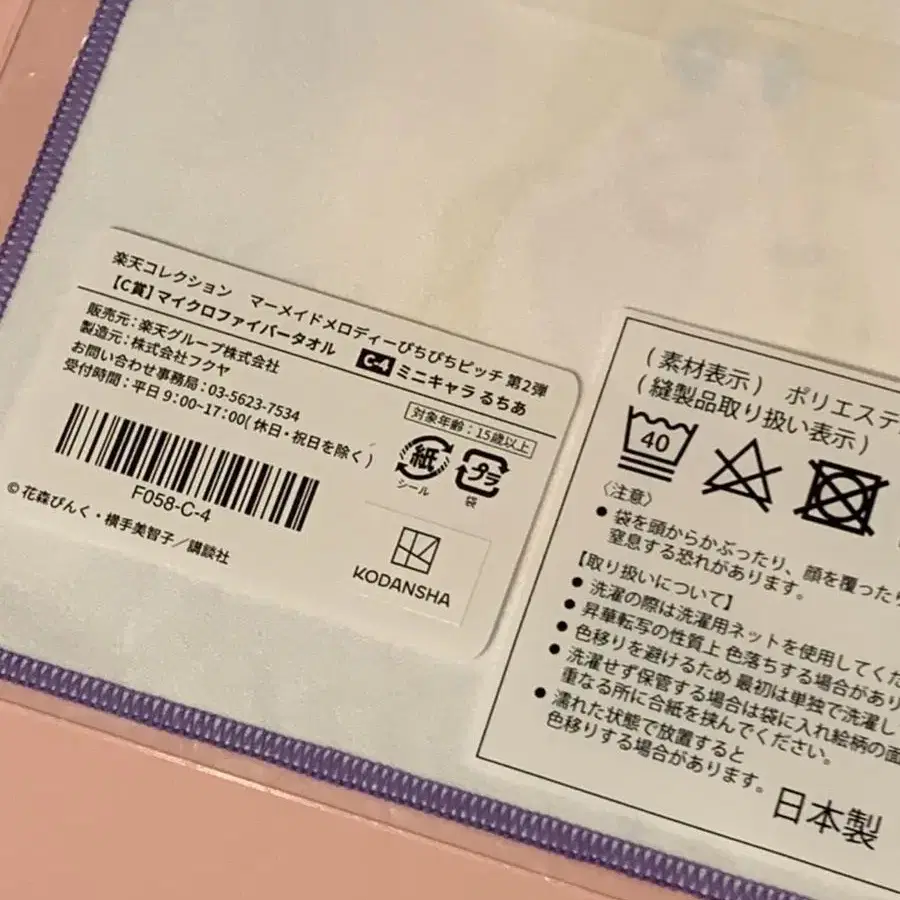 楽天コレクション マーメイドメロディーぴちぴちピッチ 第2弾
【C賞】マイクロファイバータオル C-4 ミニキャラ るちあ
販売元:楽天グループ株式会社
製造元:株式会社フクヤ
お問い合わせ事務局:03-5623-7534
受付時間:平日 9:00~17:00(休日・祝日を除く)
対象年齢:15歳以上
紙
シール
プラ
袋
F058-C-4
©花森ぴんく・横手美智子/講談社
KODANSHA
(素材表示) ポリエステ
(縫製品取り扱い表示)
40
〈注意〉
●袋を頭からかぶったり、顔を覆ったり
窒息する恐れがあります。
【取り扱いについて】
●洗濯の際は洗濯用ネットを使用してくだ
●昇華転写の性質上 色落ちする場合があり
●色移りを避けるため 最初は単独で洗濯し
●洗濯せず保管する場合は袋に入れ絵柄の面
重なる所に合紙を挟んでください。
●濡れた状態で放置すると
色移りする場合があります。
日本製